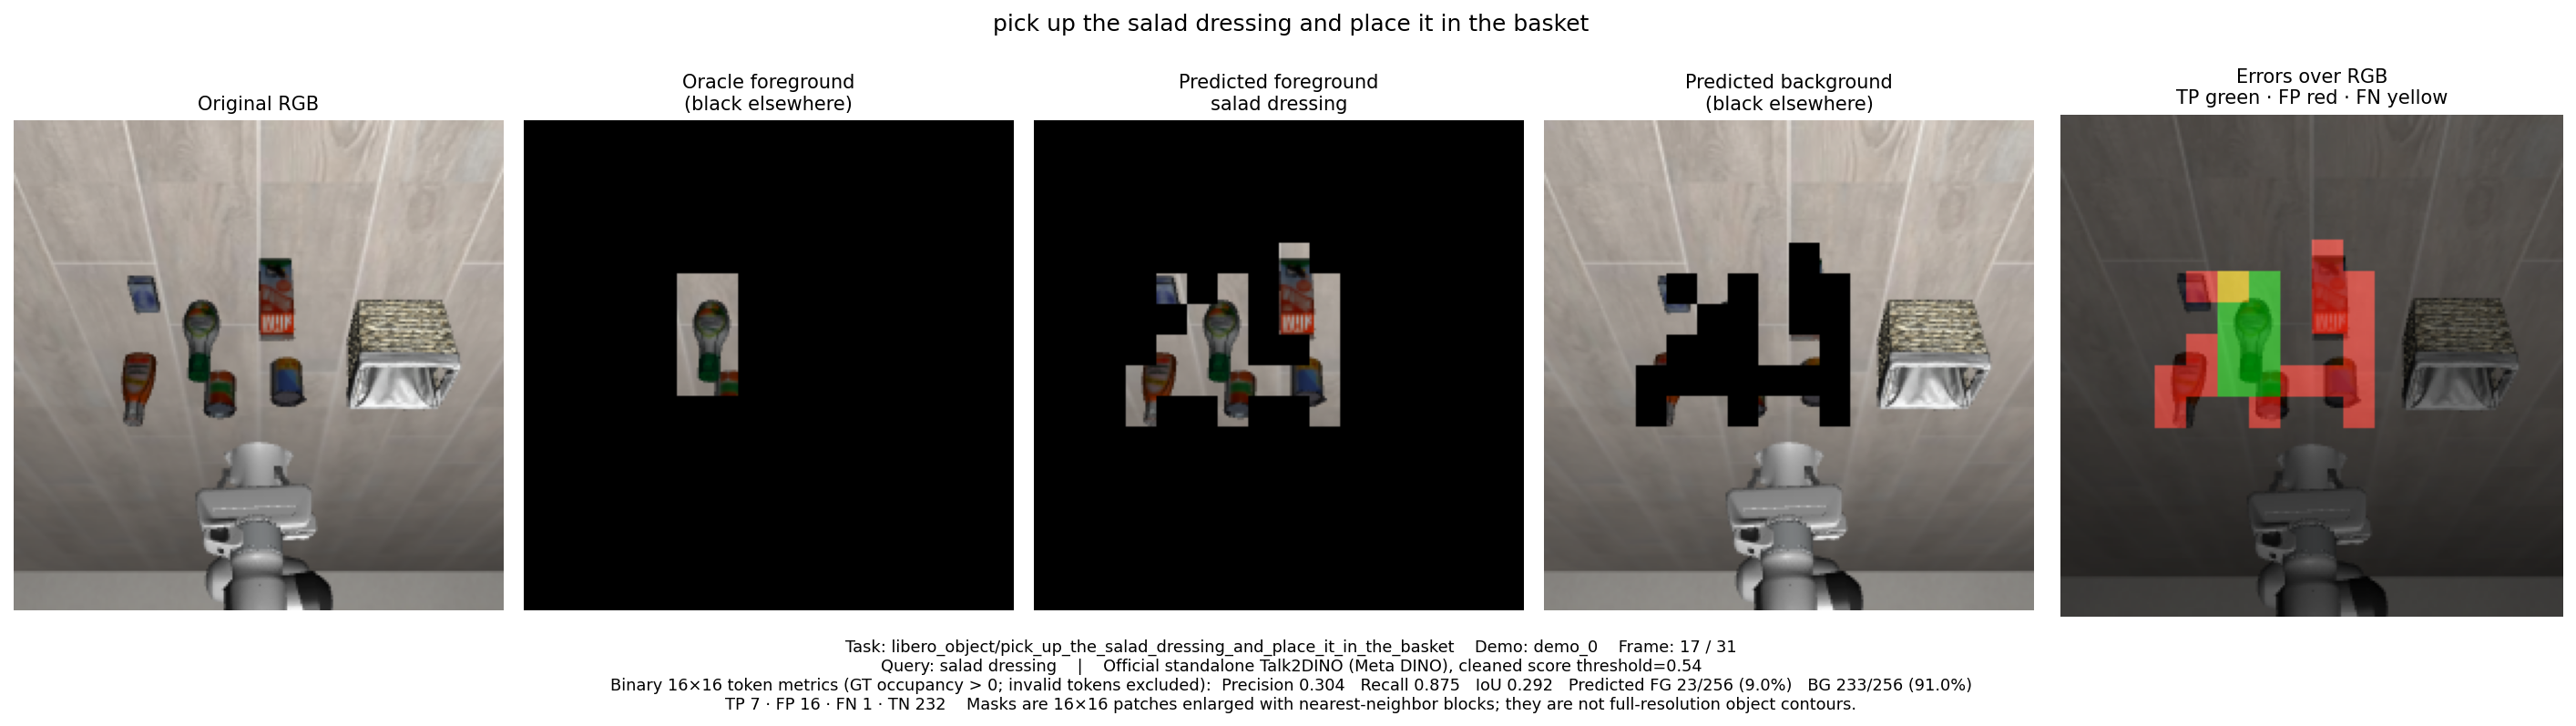 pick up the salad dressing and place it in the basket
Original RGB
Oracle foreground
(black elsewhere)
Predicted foreground
salad dressing
Predicted background
(black elsewhere)
Errors over RGB
TP green · FP red · FN yellow
Task: libero_object/pick_up_the_salad_dressing_and_place_it_in_the_basket    Demo: demo_0    Frame: 17 / 31
Query: salad dressing    |    Official standalone Talk2DINO (Meta DINO), cleaned score threshold=0.54
Binary 16×16 token metrics (GT occupancy > 0; invalid tokens excluded):  Precision 0.304   Recall 0.875   IoU 0.292   Predicted FG 23/256 (9.0%)   BG 233/256 (91.0%)
TP 7 · FP 16 · FN 1 · TN 232    Masks are 16×16 patches enlarged with nearest-neighbor blocks; they are not full-resolution object contours.